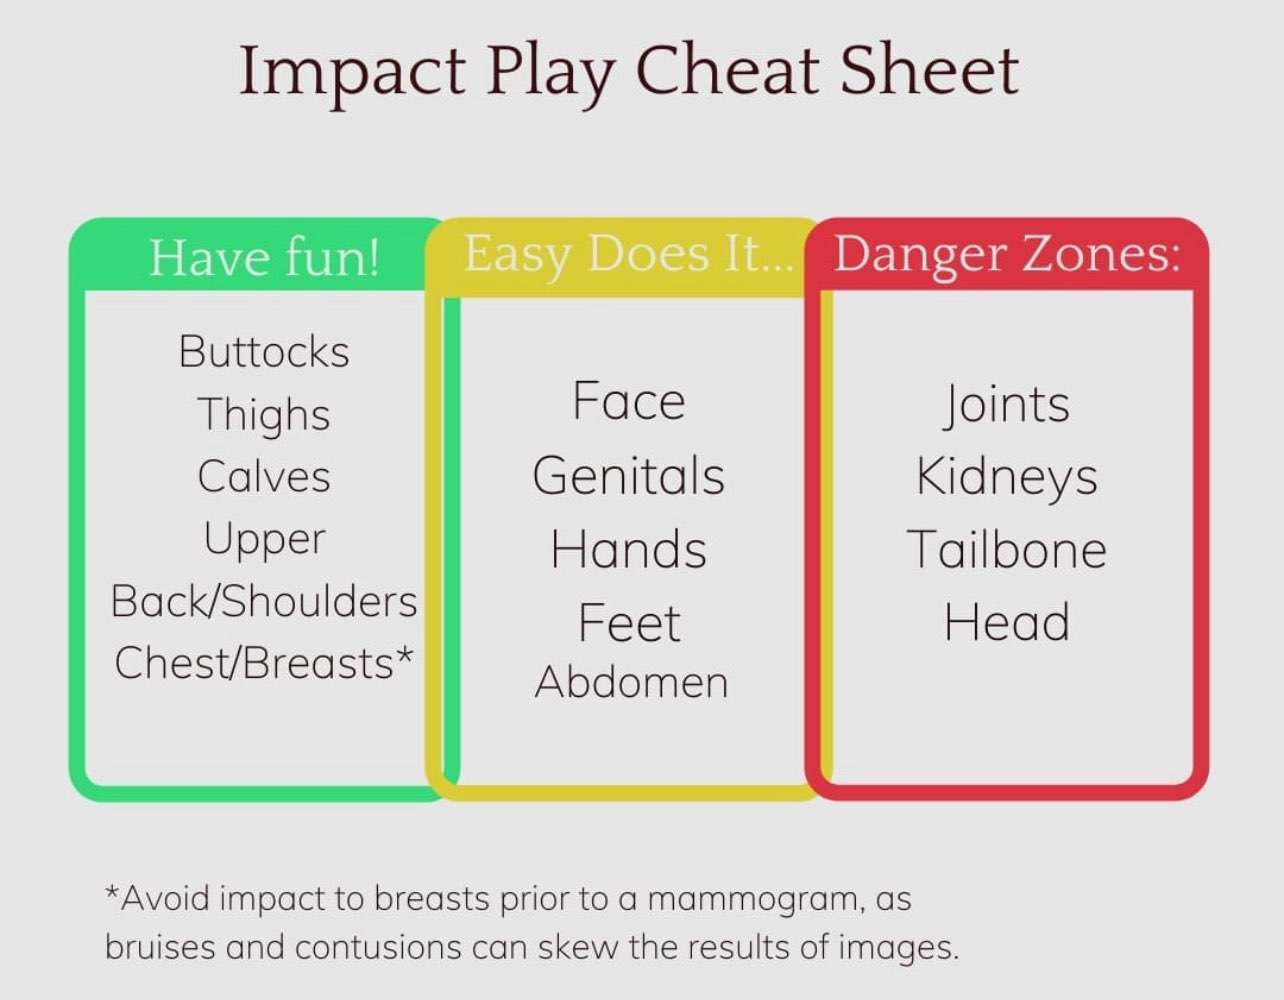 Impact Play Cheat Sheet
Have fun!
Buttocks
Thighs
Calves
Upper
Back/Shoulders
Chest/Breasts*
Easy Does It...
Face
Genitals
Hands
Feet
Abdomen
Danger Zones:
Joints
Kidneys
Tailbone
Head
*Avoid impact to breasts prior to a mammogram, as
bruises and contusions can skew the results of images.